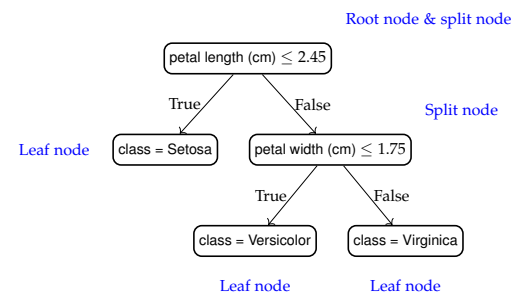 Root node & split node
petal length (cm) ≤ 2.45
True
False
Split node
Leaf node
class = Setosa
petal width (cm) ≤ 1.75
True
False
class = Versicolor
class = Virginica
Leaf node
Leaf node